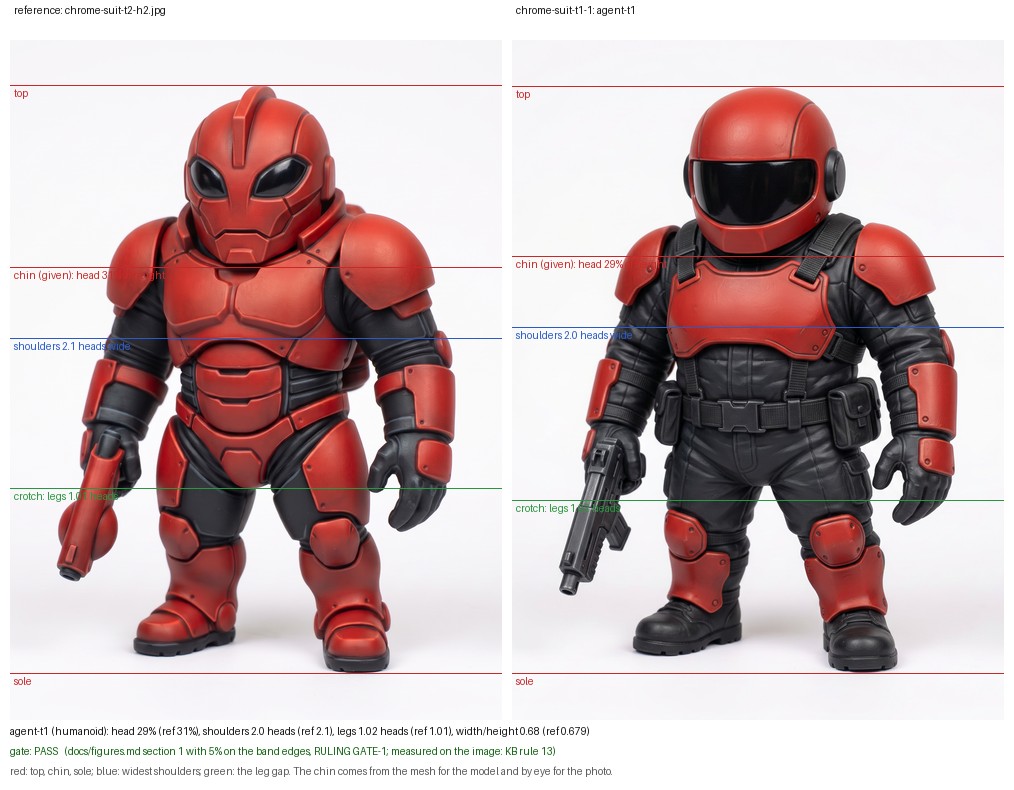 reference: chrome-suit-t2-h2.jpg
chrome-suit-t1-1: agent-t1
top
top
chin (given): head 3
chin (given): head 29%
shoulders 2.1 heads wide
shoulders 2.0 heads wide
crotch: legs 1.01 heads
crotch: legs 1. heads
sole
sole
agent-t1 (humanoid): head 29% (ref 31%), shoulders 2.0 heads (ref 2.1), legs 1.02 heads (ref 1.01), width/height 0.68 (ref 0.679)
gate: PASS (docs/figures.md section 1 with 5% on the band edges, RULING GATE-1; measured on the image: KB rule 13)
red: top, chin, sole; blue: widest shoulders; green: the leg gap. The chin comes from the mesh for the model and by eye for the photo.